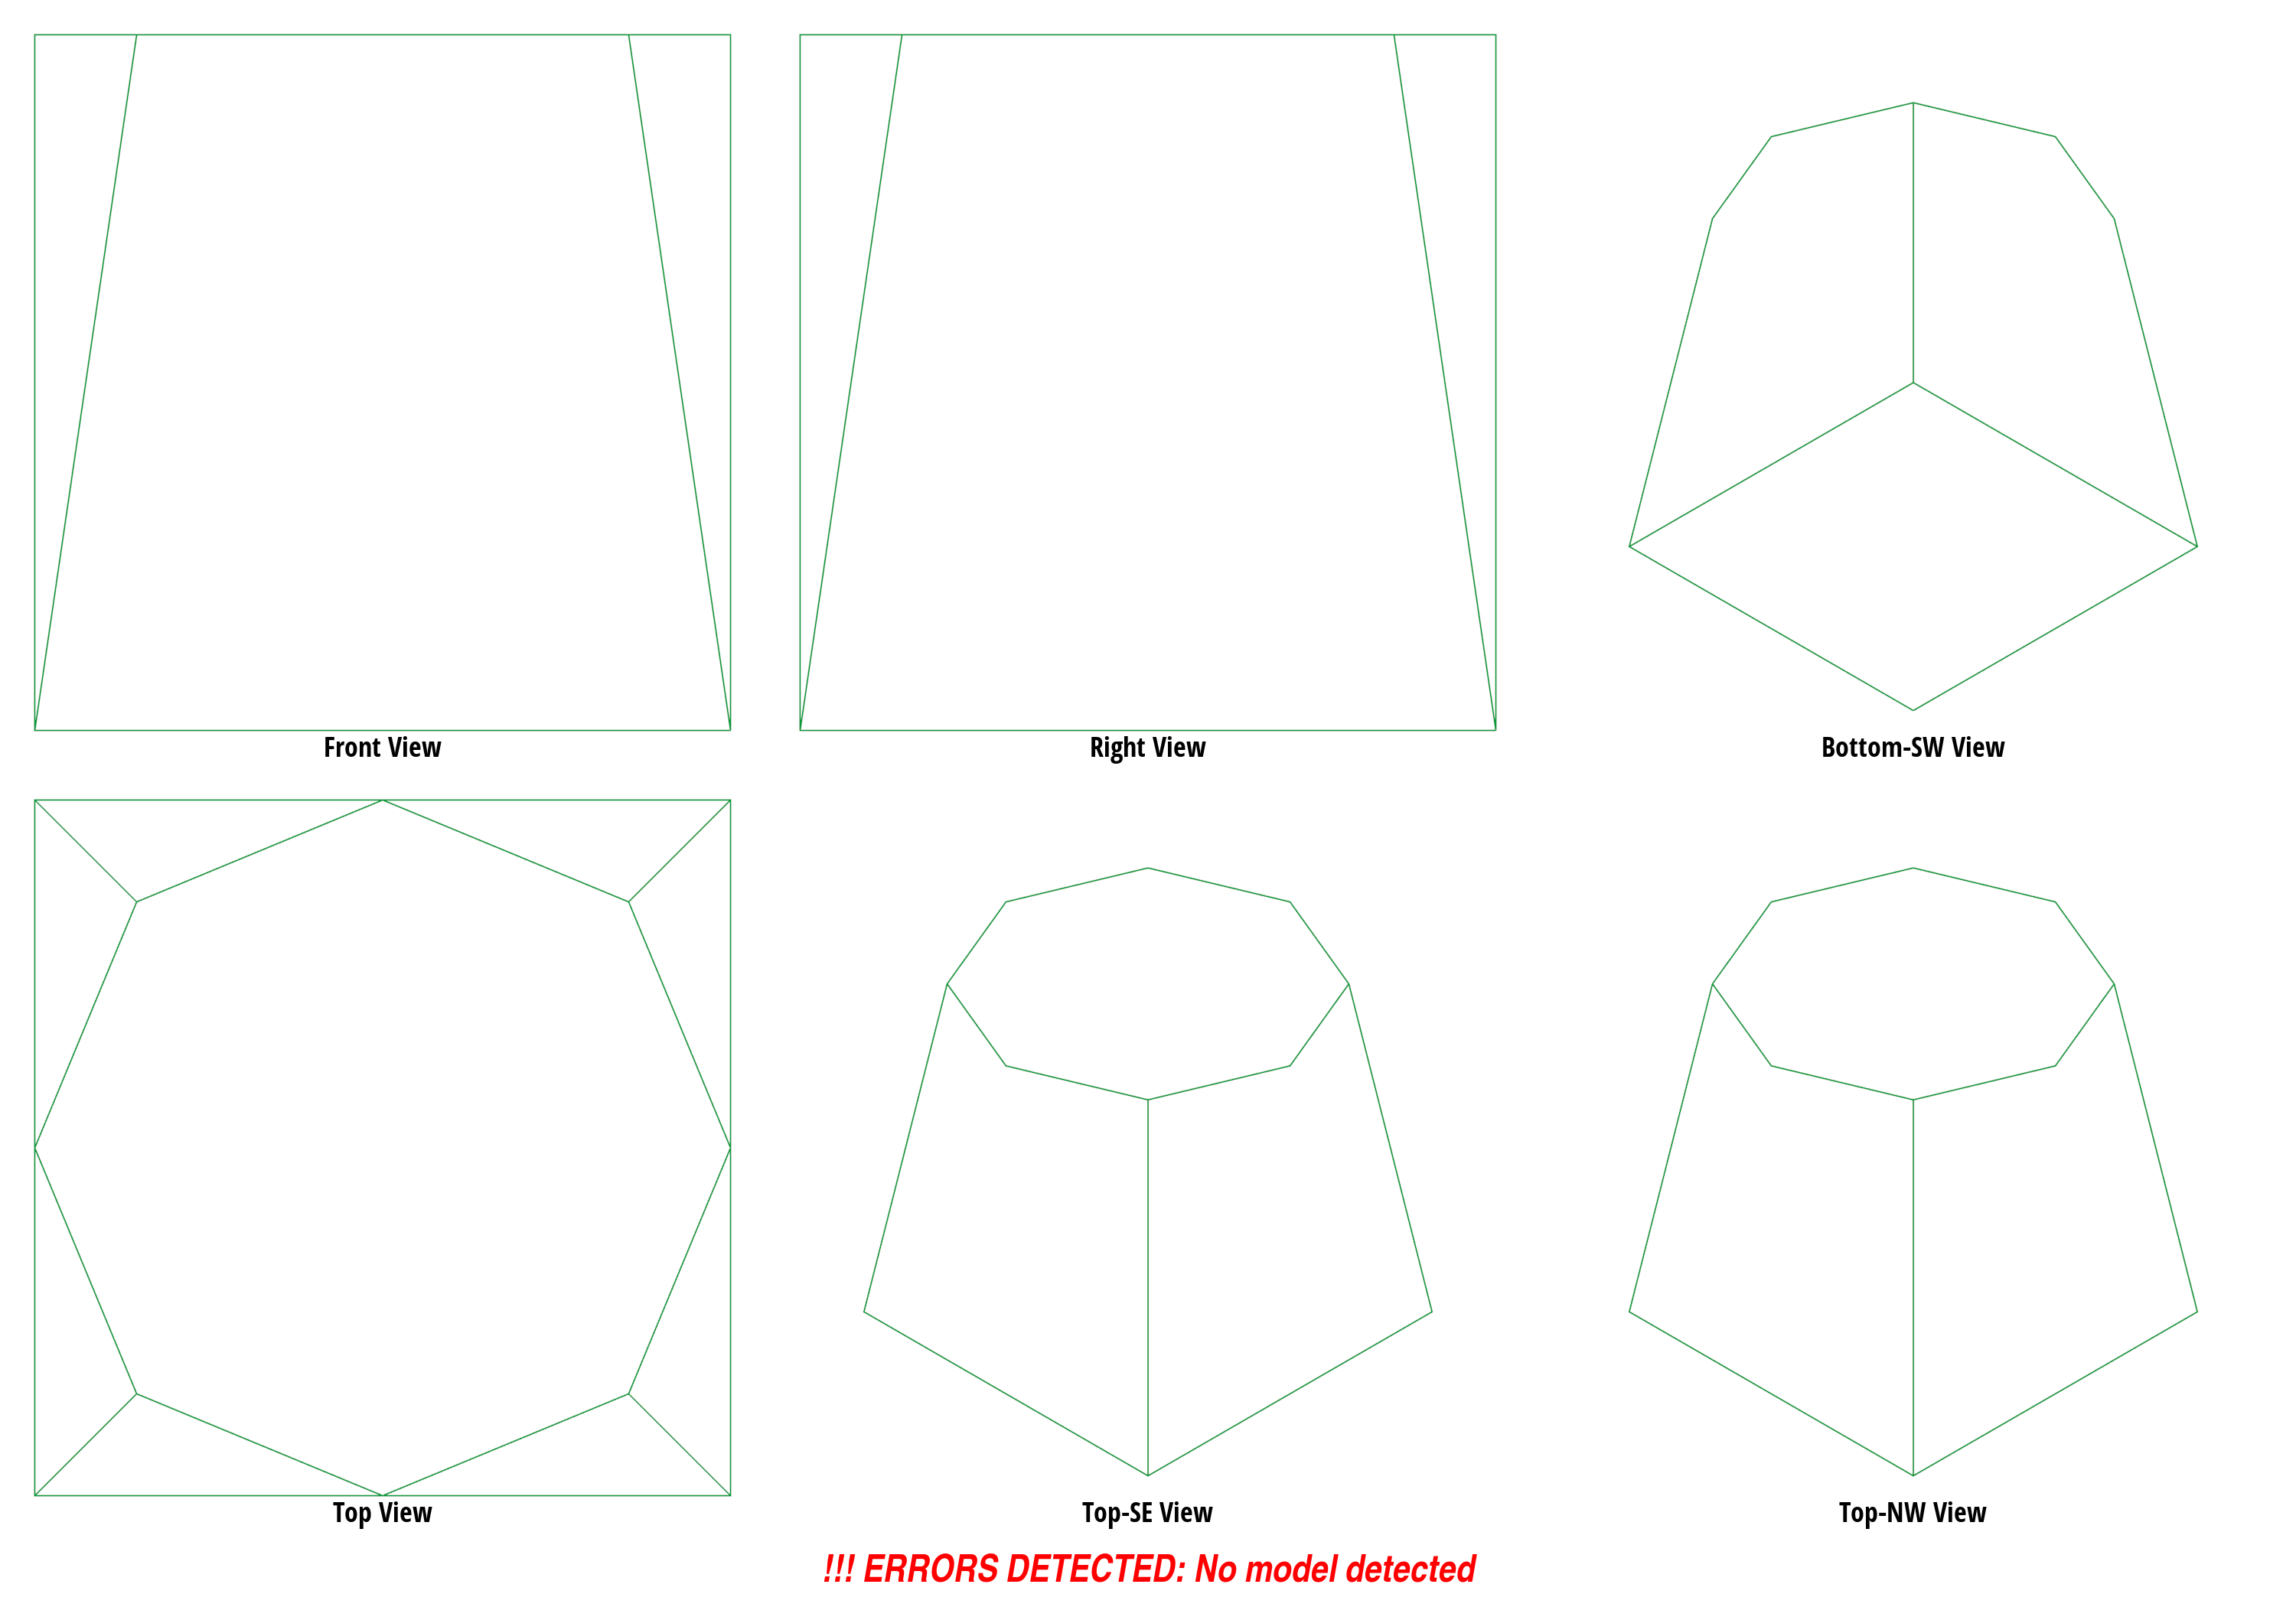 Front View
Right View
Bottom-SW View
Top View
Top-SE View
Top-NW View
!!! ERRORS DETECTED: No model detected